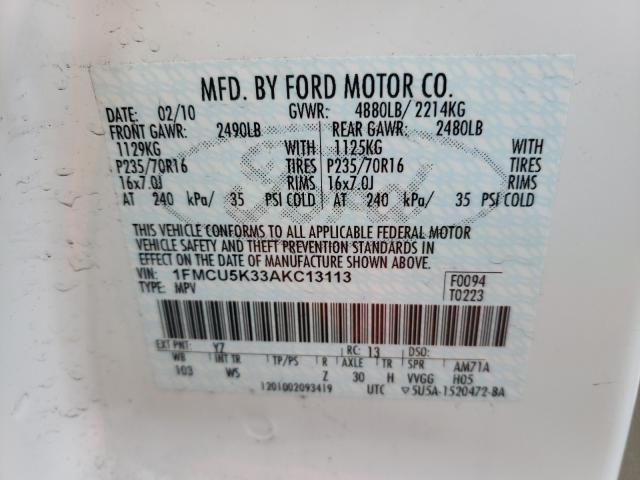 MFD. BY FORD MOTOR CO.
DATE: 02/10 GVWR: 4880LB/ 2214KG
FRONT GAWR: 2490LB REAR GAWR: 2480LB
1129KG WITH 1125KG WITH
P235/70R16 TIRES P235/70R16 TIRES
16x7.0J RIMS 16x7.0J RIMS
AT 240 kPa/ 35 PSI COLD AT 240 kPa/ 35 PSI COLD
THIS VEHICLE CONFORMS TO ALL APPLICABLE FEDERAL MOTOR
VEHICLE SAFETY AND THEFT PREVENTION STANDARDS IN
EFFECT ON THE DATE OF MANUFACTURE SHOWN ABOVE.
VIN: 1FMCU5K33AKC13113 F0094
TYPE: MPV T0223
EXT PNT: Y7 RC: 13 DSO:
WB INT TR TP/PS R AXLE TR SPR AM71A
103 WS Z 30 H VVGG H05
1201002093419 UTC ▽5U5A-1520472-BA
Ford